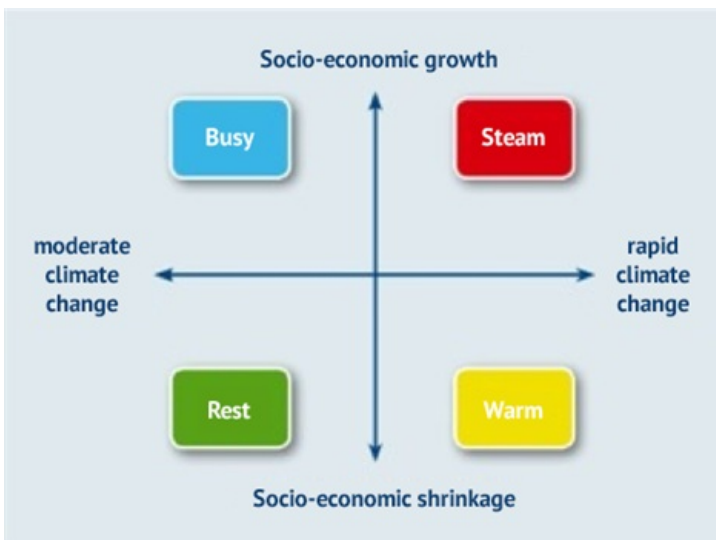 Socio-economic growth
Busy
Steam
moderate
climate
change
rapid
climate
change
Rest
Warm
Socio-economic shrinkage